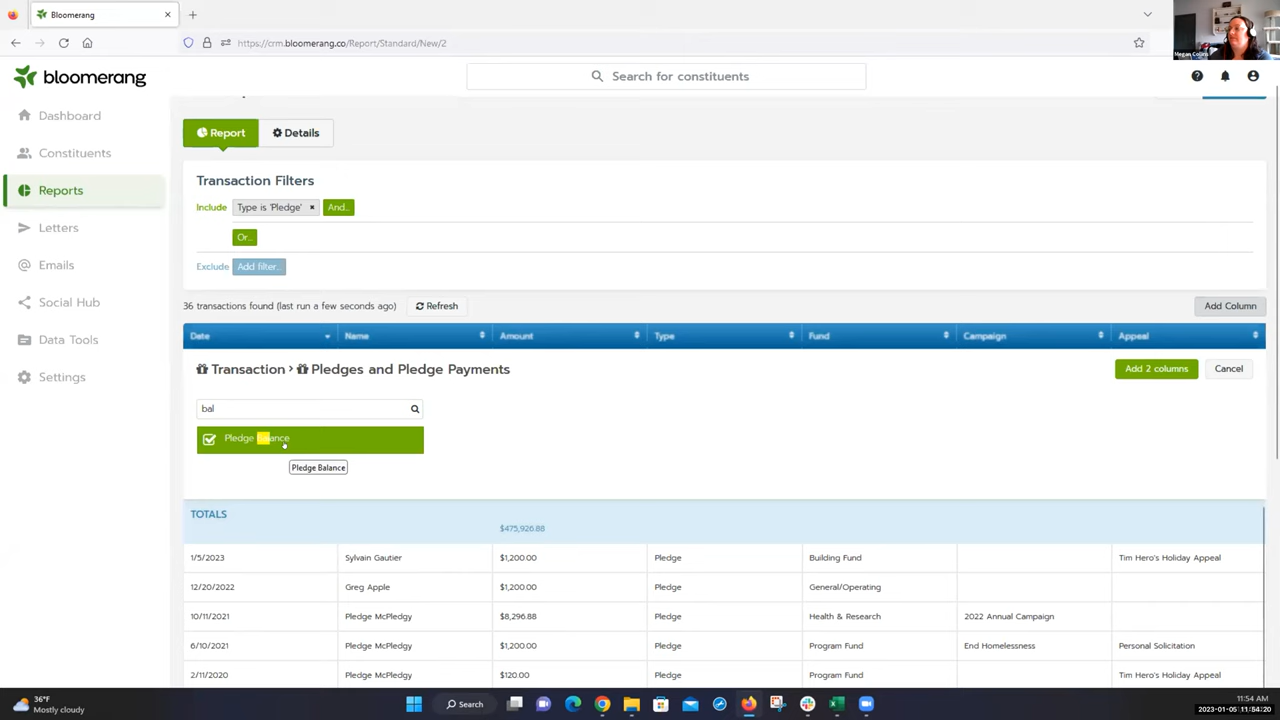 Bloomerang
https://crm.bloomerang.co/Report/Standard/New/2
Megan Collins
bloomerang
Search for constituents
Dashboard
Constituents
Reports
Letters
Emails
Social Hub
Data Tools
Settings
Report
Details
Transaction Filters
Include Type is 'Pledge' × And..
Or..
Exclude Add filter..
36 transactions found (last run a few seconds ago) Refresh Add Column
Date Name Amount Type Fund Campaign Appeal
Transaction › Pledges and Pledge Payments Add 2 columns Cancel
bal
Pledge Balance
Pledge Balance
TOTALS
$475,926.88
1/5/2023 Sylvain Gautier $1,200.00 Pledge Building Fund Tim Hero's Holiday Appeal
12/20/2022 Greg Apple $1,200.00 Pledge General/Operating
10/11/2021 Pledge McPledgy $8,296.88 Pledge Health & Research 2022 Annual Campaign
6/10/2021 Pledge McPledgy $1,200.00 Pledge Program Fund End Homelessness Personal Solicitation
2/11/2020 Pledge McPledgy $120.00 Pledge Program Fund Tim Hero's Holiday Appeal
36°F
Mostly cloudy
Search
11:54 AM
2023-01-05 11:54:20